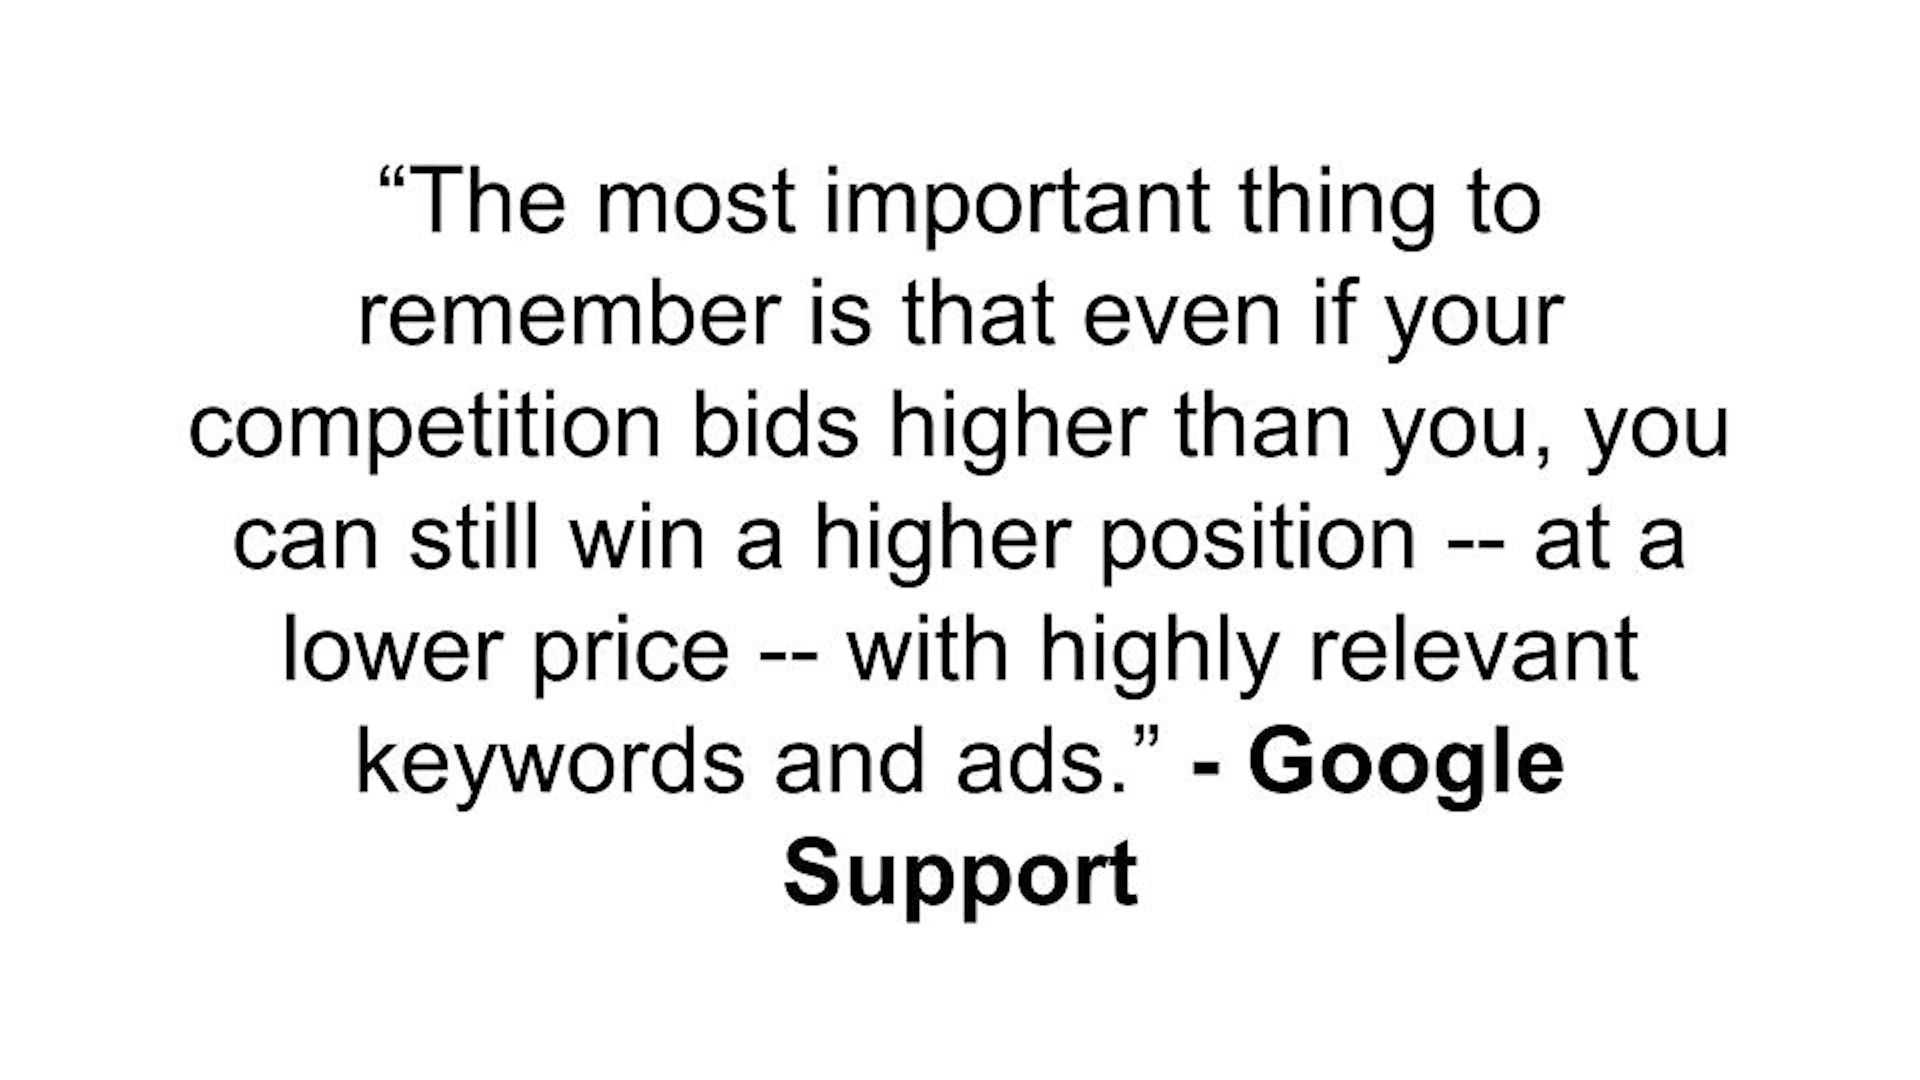 “The most important thing to
remember is that even if your
competition bids higher than you, you
can still win a higher position -- at a
lower price -- with highly relevant
keywords and ads.” - Google
Support